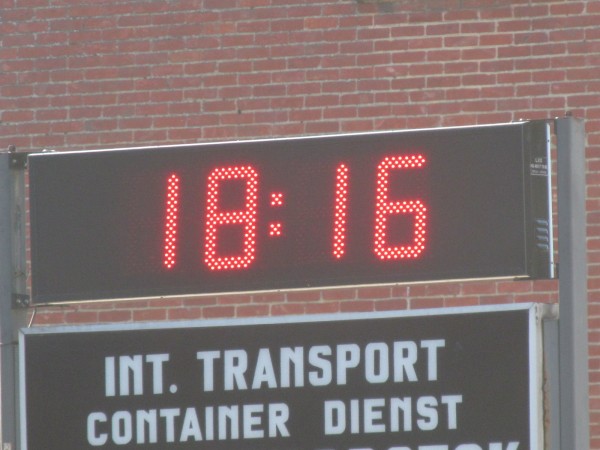 18:16
INT. TRANSPORT
CONTAINER DIENST